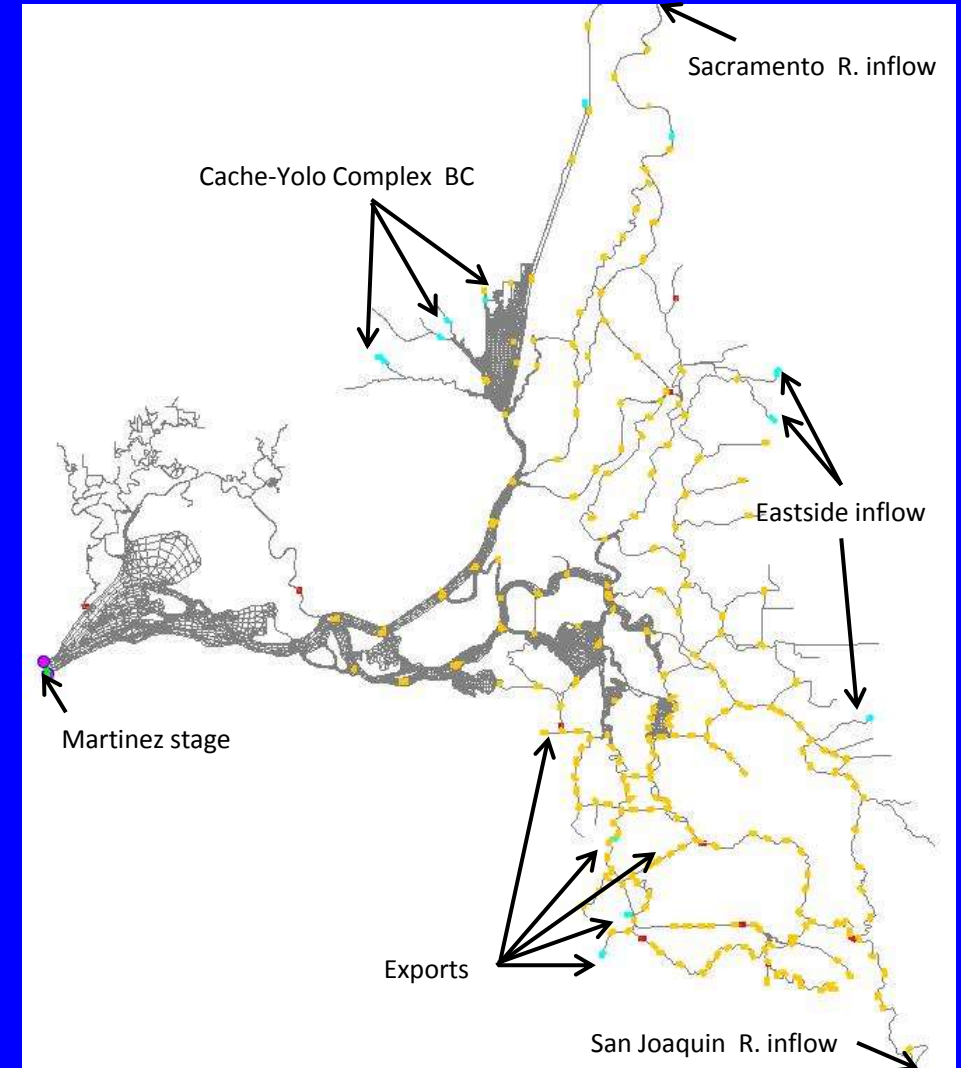 Sacramento R. inflow
Cache-Yolo Complex BC
Eastside inflow
Martinez stage
Exports
San Joaquin R. inflow